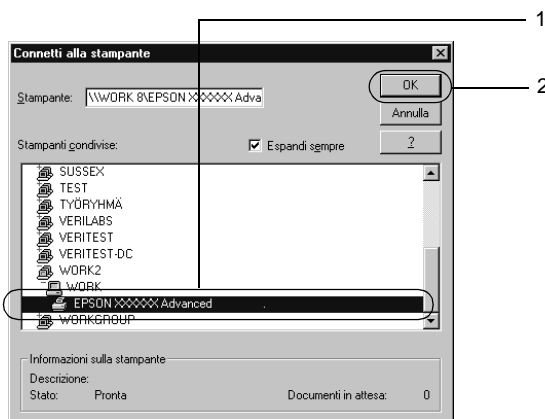 1
Connetti alla stampante
OK
2
Stampante: \\WORK 8\EPSON XXXXXX Adva
Annulla
Stampanti condivise:
Espandi sempre
?
SUSSEX
TEST
TYÖRYHMÄ
VERILABS
VERITEST
VERITEST-DC
WORK2
WORK
EPSON XXXXXX Advanced .
WORKGROUP
Informazioni sulla stampante
Descrizione:
Stato: Pronta Documenti in attesa: 0